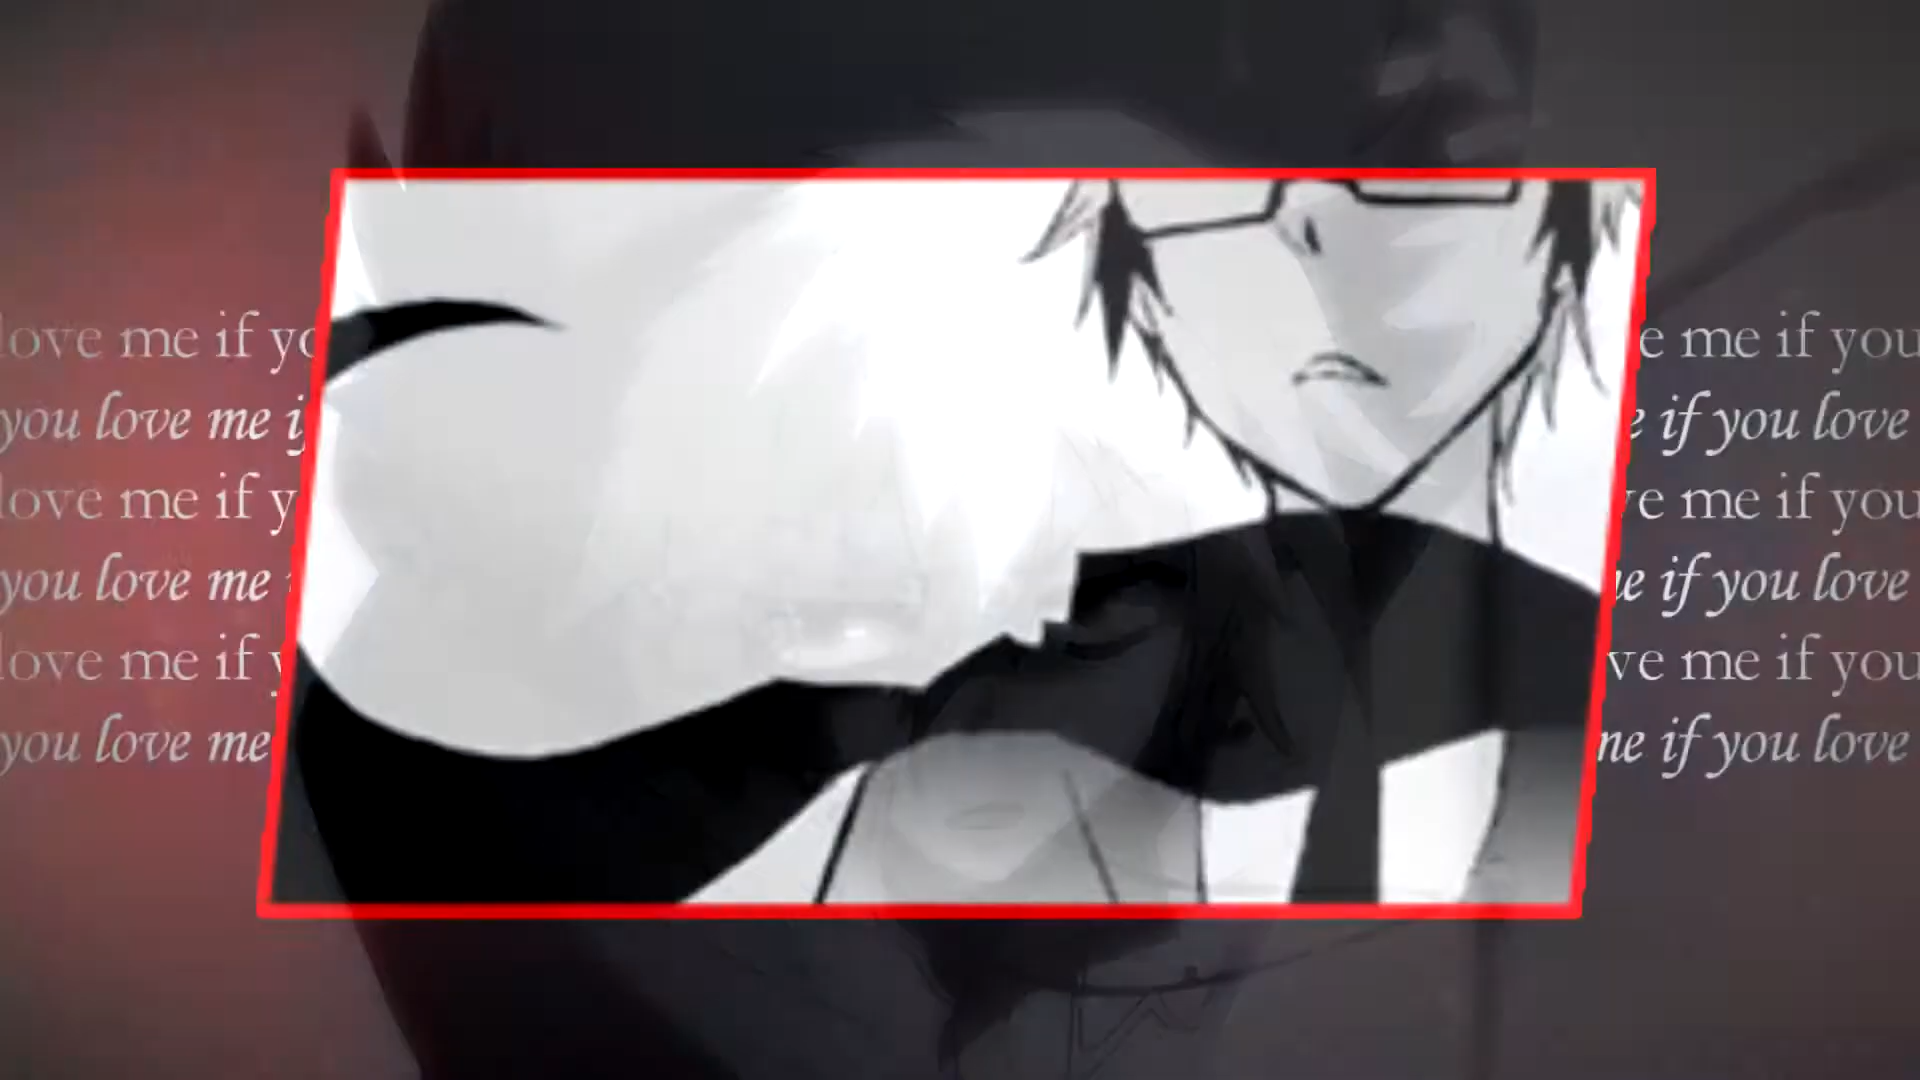 love me if yo e me if you
you love me i e if you love
love me if y ve me if you
you love me e if you love
love me if y ve me if you
you love me me if you love